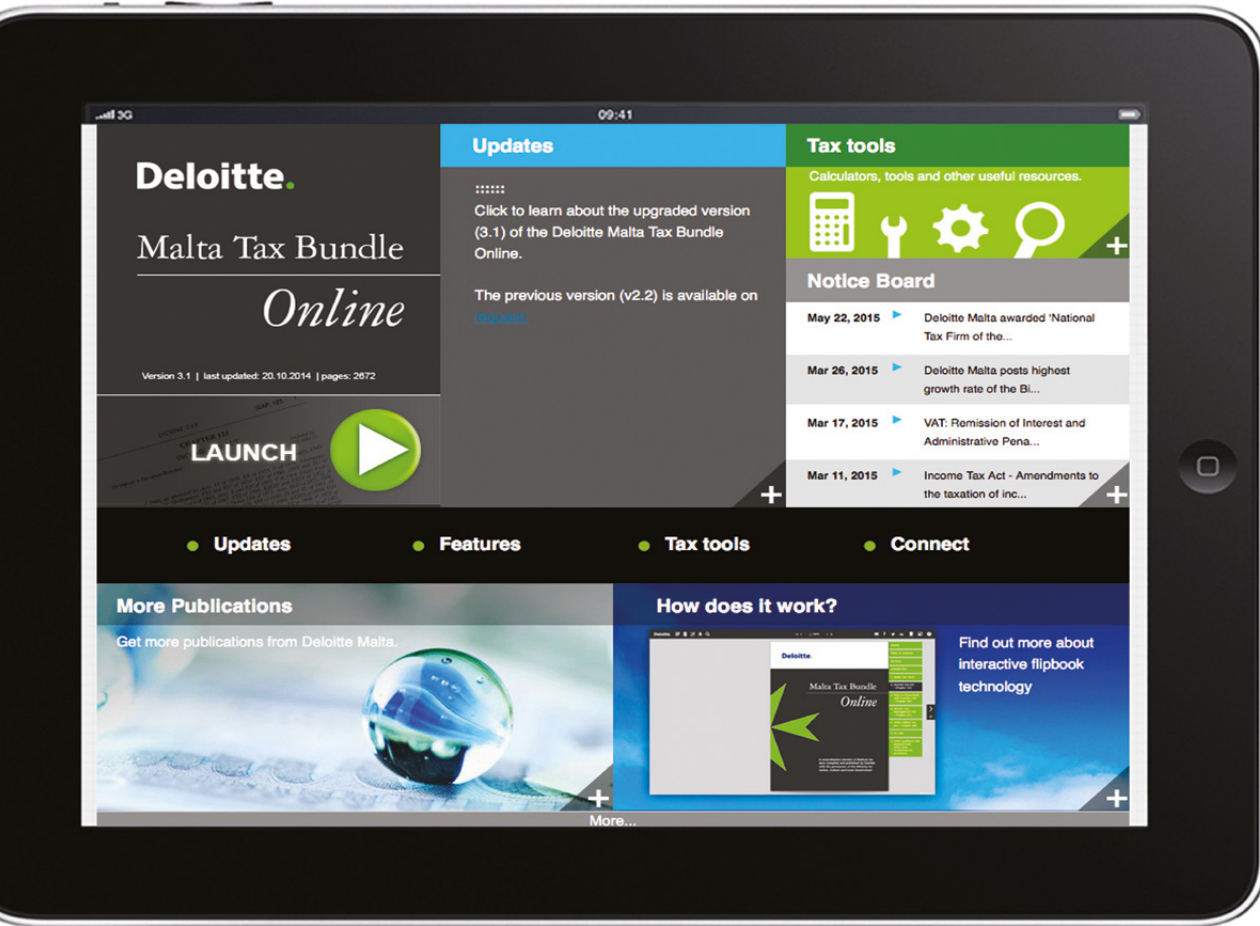 3G
09:41
Deloitte.
Malta Tax Bundle
Online
Version 3.1 | last updated: 20.10.2014 | pages: 2672
LAUNCH
Updates
Click to learn about the upgraded version
(3.1) of the Deloitte Malta Tax Bundle
Online.
The previous version (v2.2) is available on
request.
Tax tools
Calculators, tools and other useful resources.
Notice Board
May 22, 2015 Deloitte Malta awarded 'National
Tax Firm of the...
Mar 26, 2015 Deloitte Malta posts highest
growth rate of the Bi...
Mar 17, 2015 VAT: Remission of Interest and
Administrative Pena...
Mar 11, 2015 Income Tax Act - Amendments to
the taxation of inc...
Updates
Features
Tax tools
Connect
More Publications
Get more publications from Deloitte Malta.
How does it work?
Deloitte
Deloitte.
Malta Tax Bundle
Online
Find out more about
interactive flipbook
technology
More...